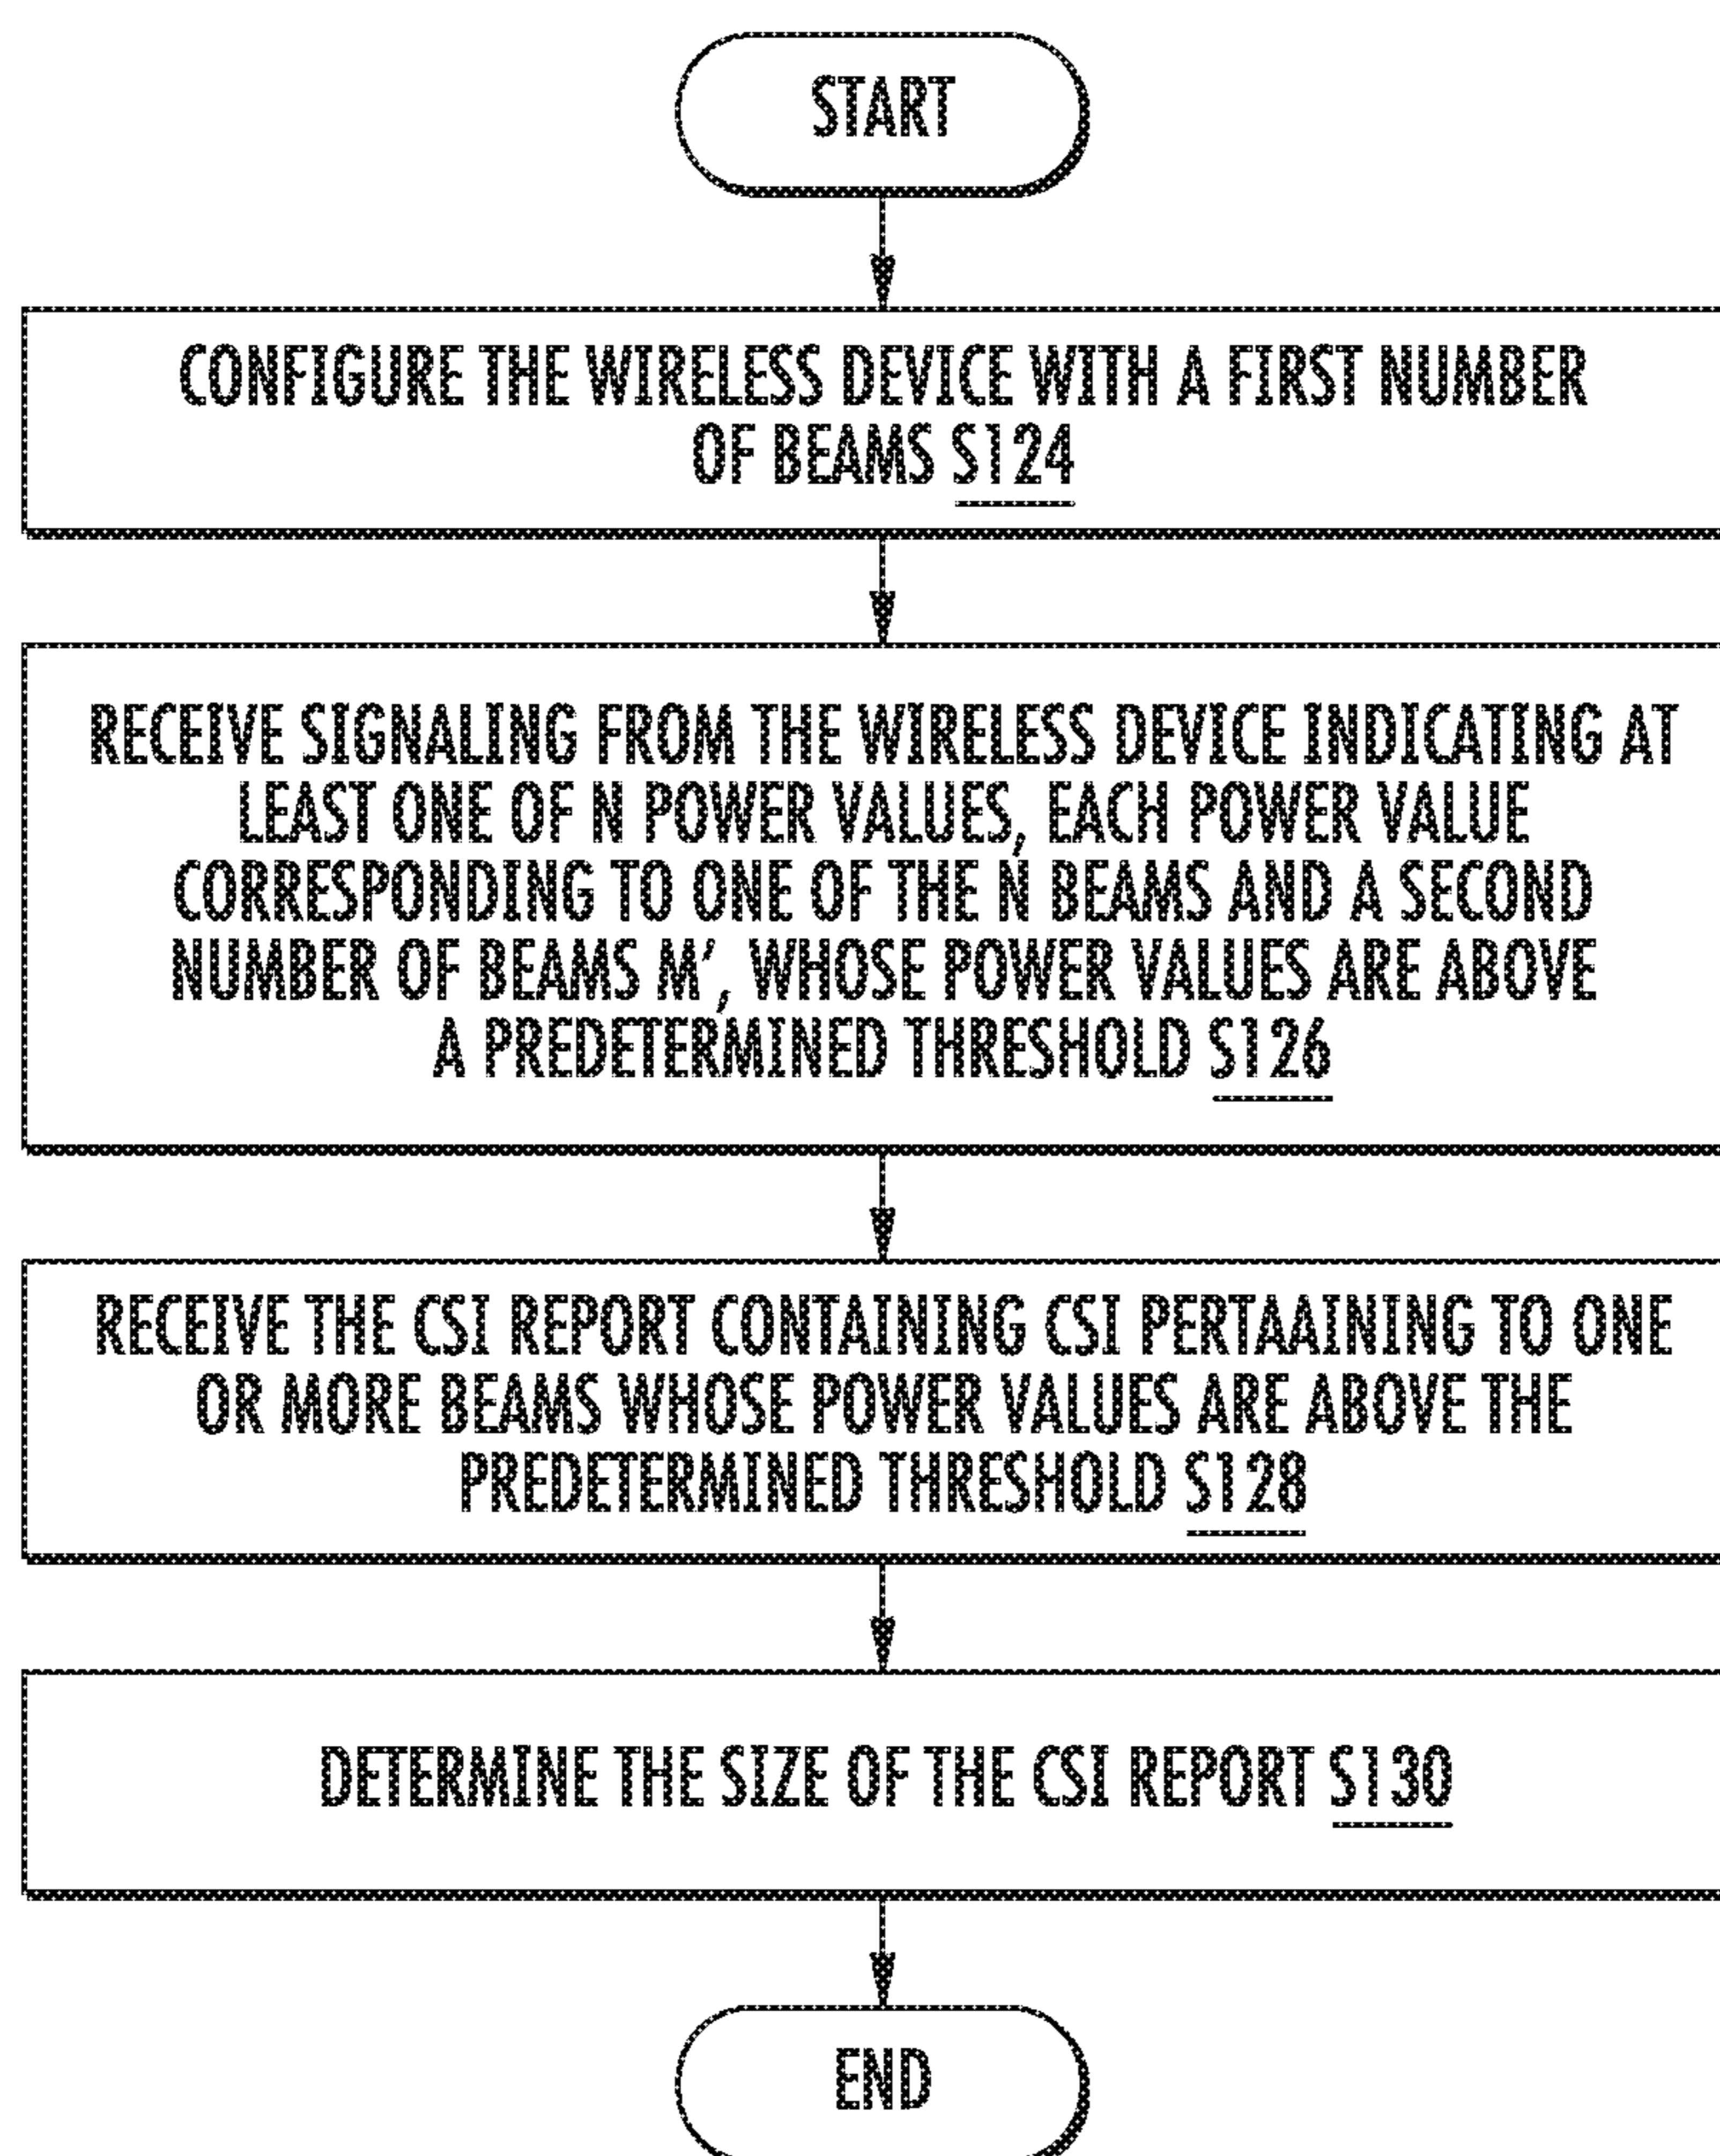 START
CONFIGURE THE WIRELESS DEVICE WITH A FIRST NUMBER
OF BEAMS S124
RECEIVE SIGNALING FROM THE WIRELESS DEVICE INDICATING AT
LEAST ONE OF N POWER VALUES, EACH POWER VALUE
CORRESPONDING TO ONE OF THE N BEAMS AND A SECOND
NUMBER OF BEAMS M', WHOSE POWER VALUES ARE ABOVE
A PREDETERMINED THRESHOLD S126
RECEIVE THE CSI REPORT CONTAINING CSI PERTAAINING TO ONE
OR MORE BEAMS WHOSE POWER VALUES ARE ABOVE THE
PREDETERMINED THRESHOLD S128
DETERMINE THE SIZE OF THE CSI REPORT S130
END